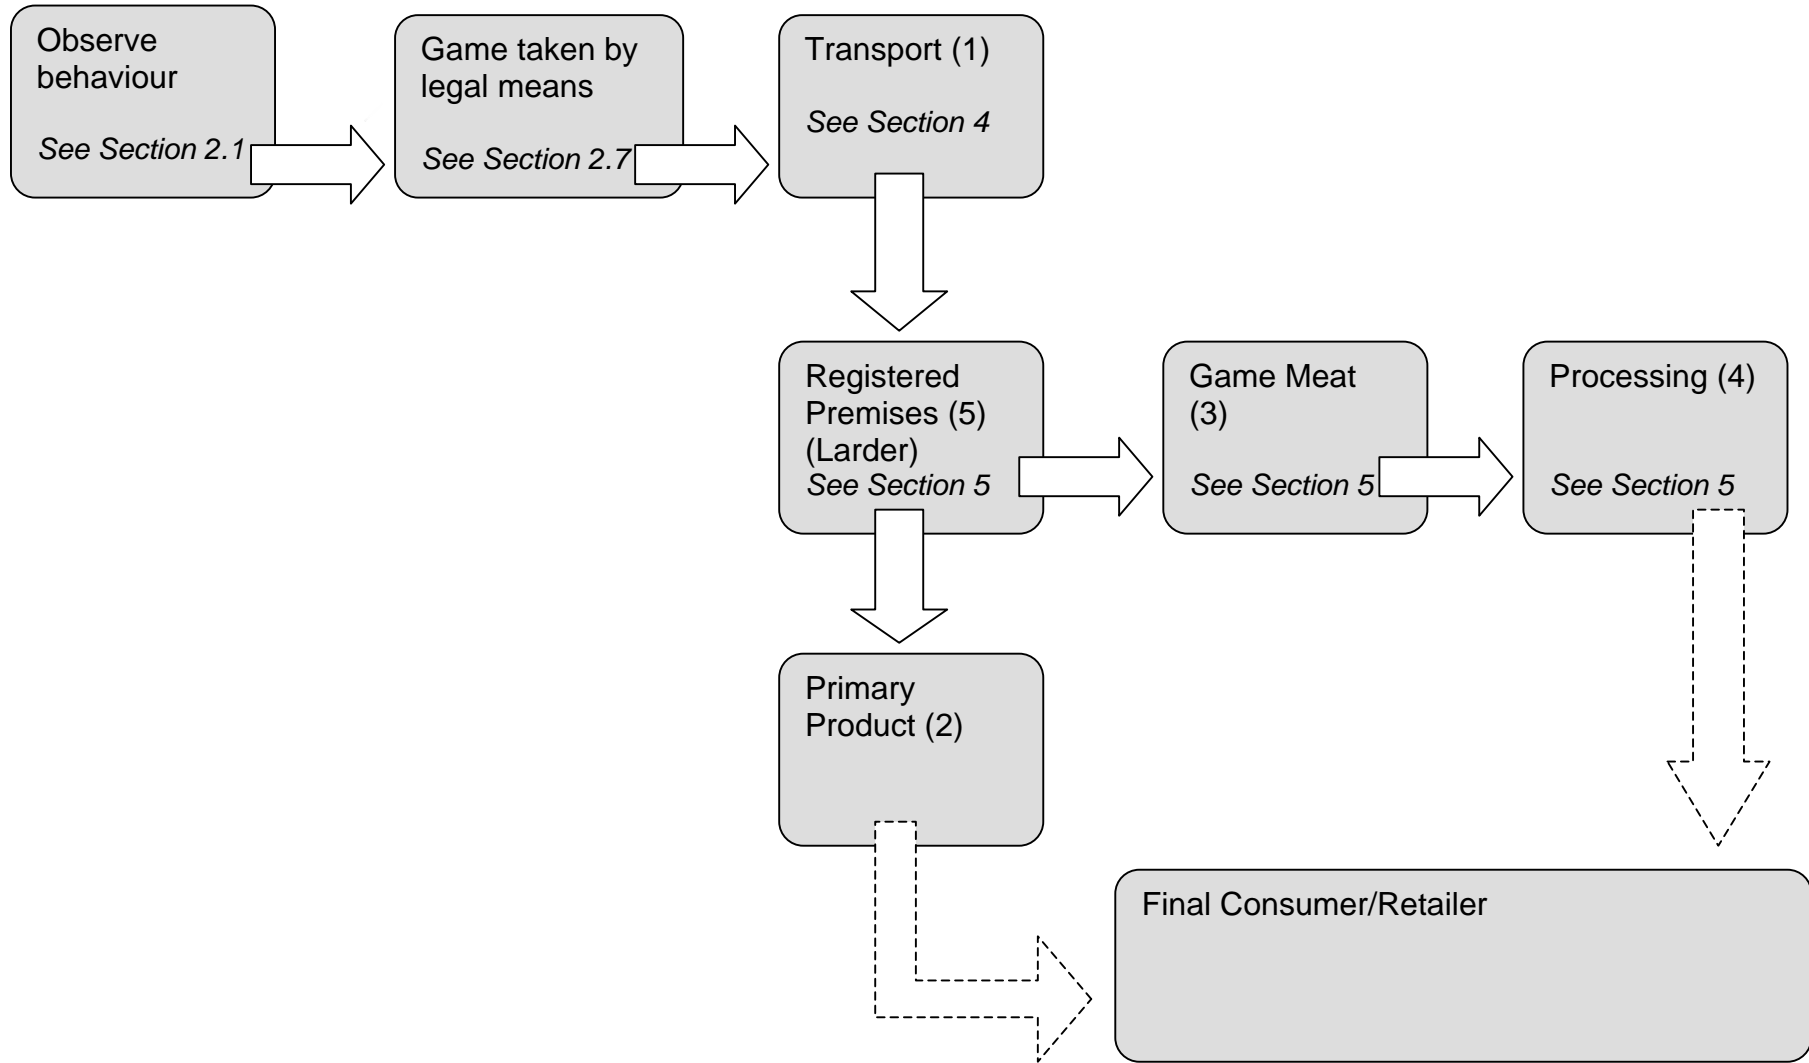 Observe
behaviour
See Section 2.1
Game taken by
legal means
See Section 2.7
Transport (1)
See Section 4
Registered
Premises (5)
(Larder)
See Section 5
Game Meat
(3)
See Section 5
Processing (4)
See Section 5
Primary
Product (2)
Final Consumer/Retailer